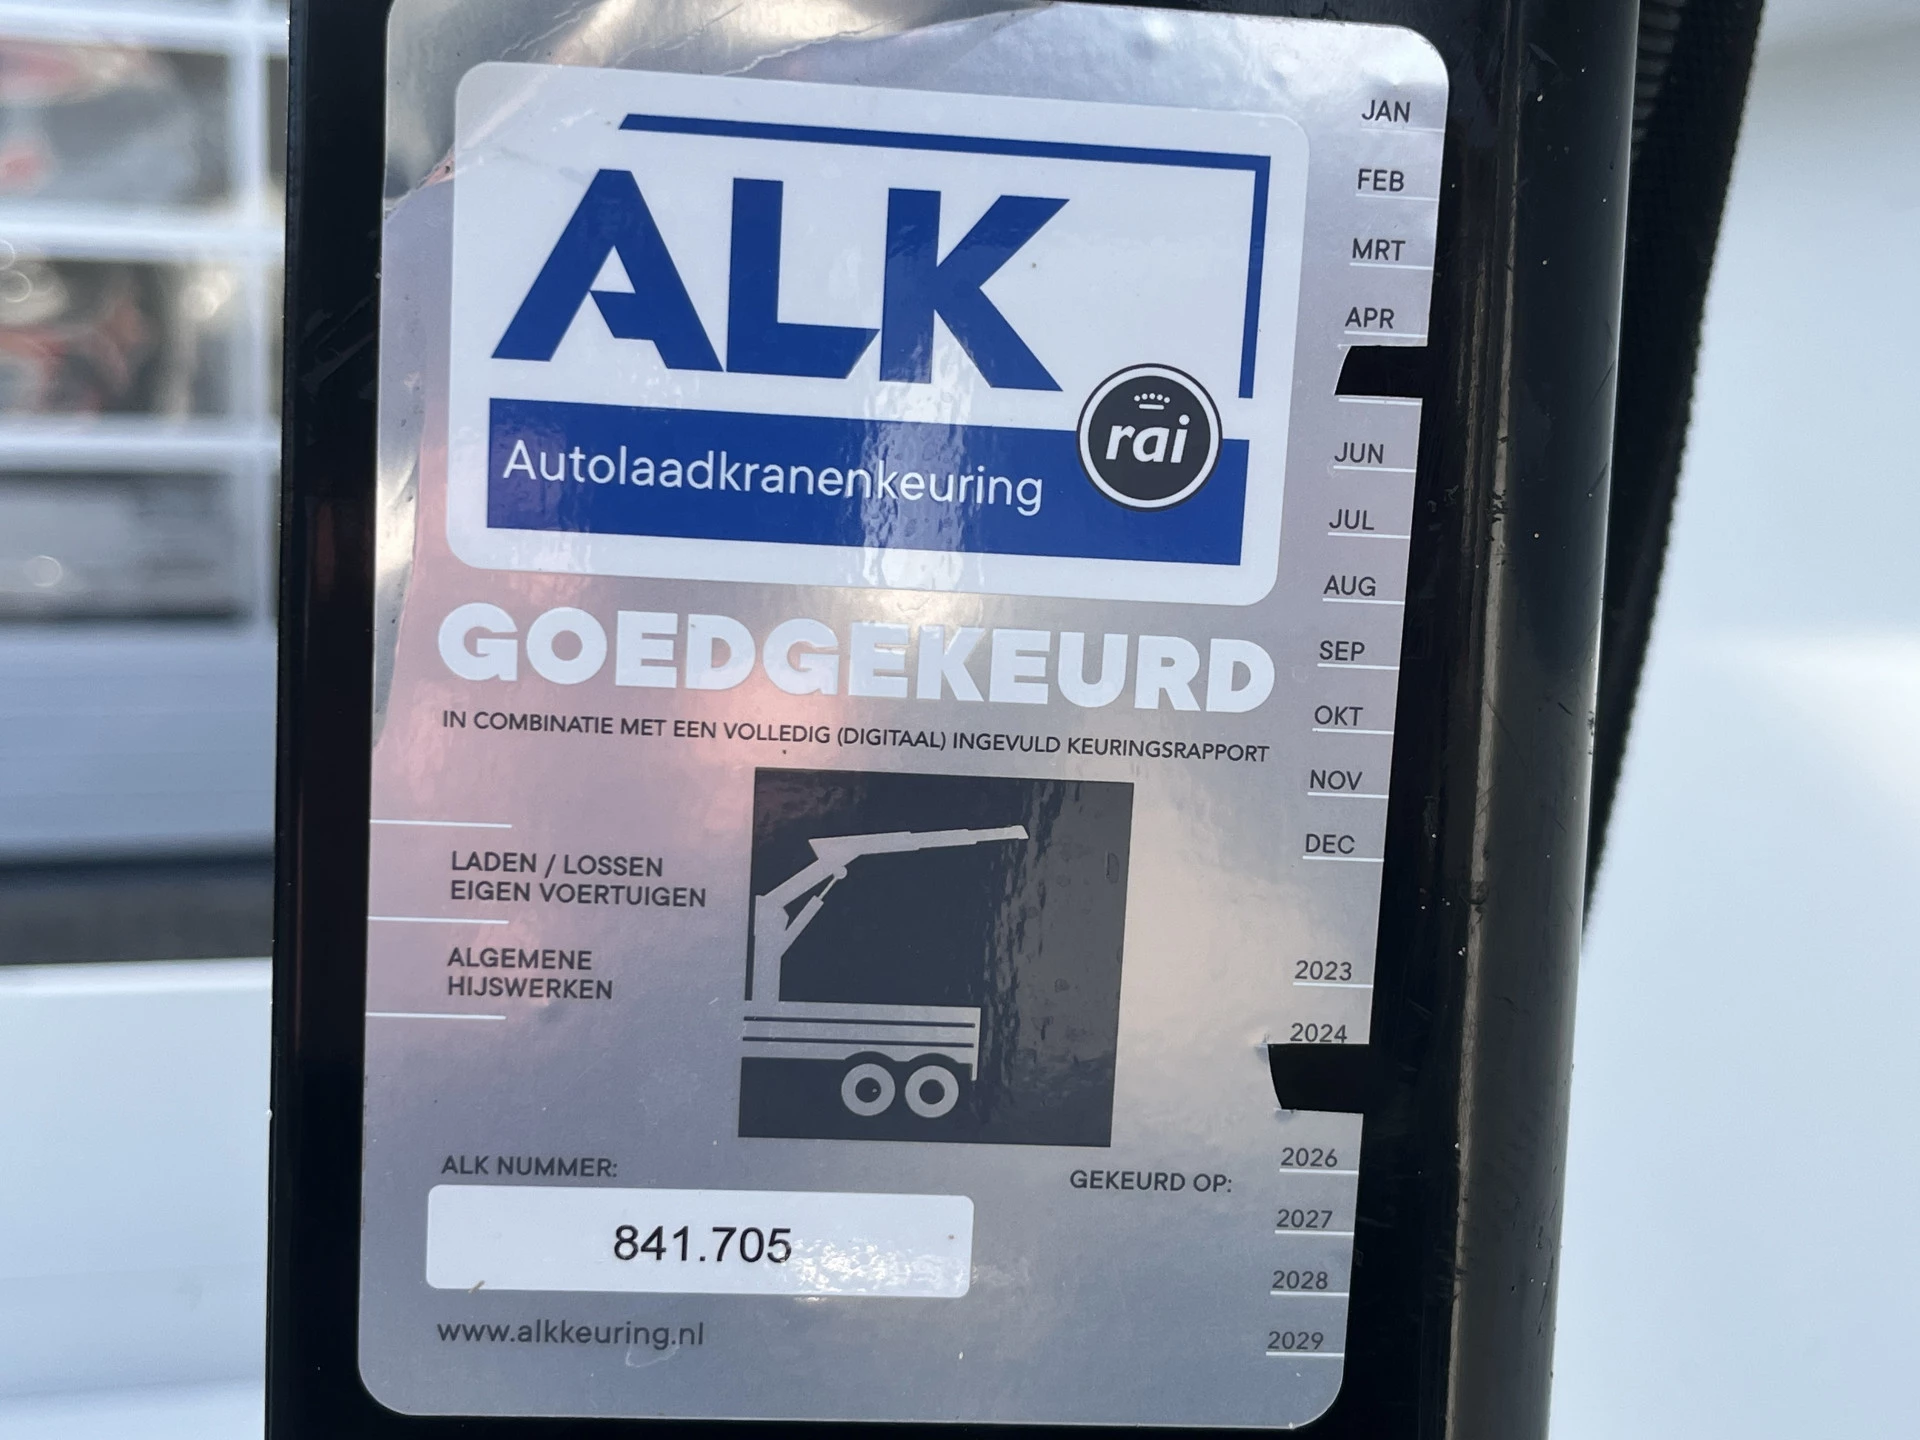 ALK
rai
Autolaadkranenkeuring
GOEDGEKEURD
IN COMBINATIE MET EEN VOLLEDIG (DIGITAAL) INGEVULD KEURINGSRAPPORT
LADEN / LOSSEN
EIGEN VOERTUIGEN
ALGEMENE
HIJSWERKEN
ALK NUMMER:
841.705
www.alkkeuring.nl
GEKEURD OP:
JAN
FEB
MRT
APR
JUN
JUL
AUG
SEP
OKT
NOV
DEC
2023
2024
2026
2027
2028
2029